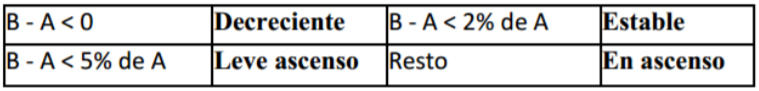 B - A < 0 Decreciente B - A < 2% de A Estable
B - A < 5% de A Leve ascenso Resto En ascenso